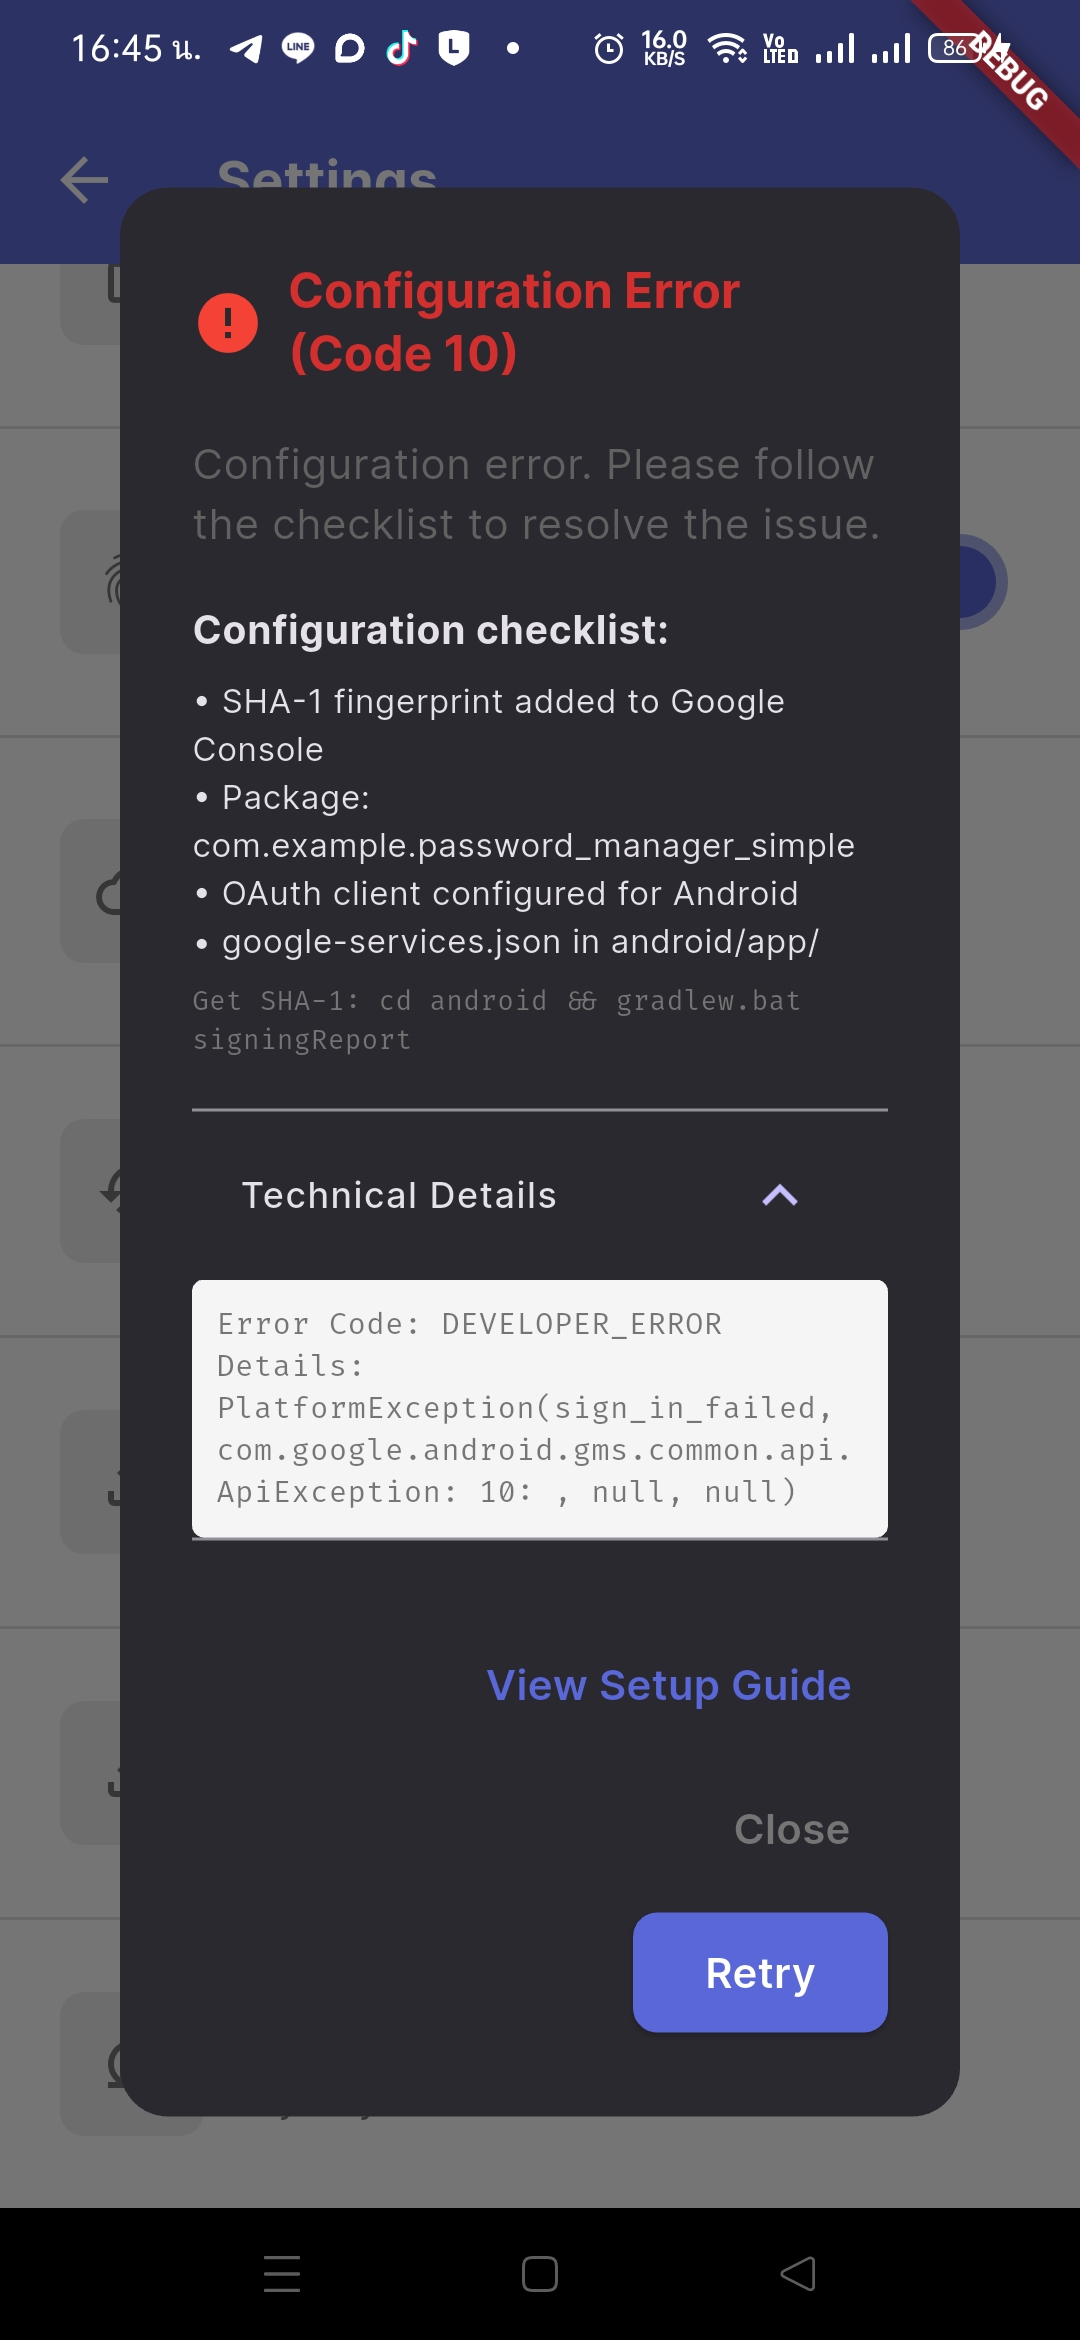 16:45 น.
LINE
L
16.0
KB/S
Vo
LTED
86
DEBUG
Settings
Configuration Error
(Code 10)
Configuration error. Please follow
the checklist to resolve the issue.
Configuration checklist:
• SHA-1 fingerprint added to Google
Console
• Package:
com.example.password_manager_simple
• OAuth client configured for Android
• google-services.json in android/app/
Get SHA-1: cd android && gradlew.bat
signingReport
Technical Details
Error Code: DEVELOPER_ERROR
Details:
PlatformException(sign_in_failed,
com.google.android.gms.common.api.
ApiException: 10: , null, null)
View Setup Guide
Close
Retry